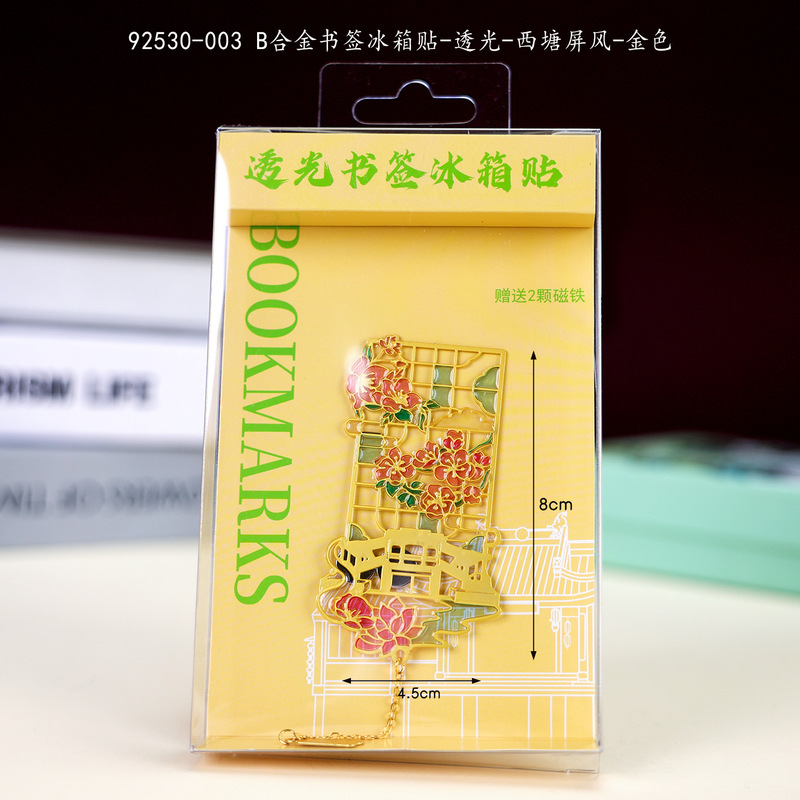 92530-003 B合金书签冰箱贴-透光-西塘屏风-金色
透光书签冰箱贴
BOOKMARKS
赠送2颗磁铁
8cm
4.5cm
LIFE